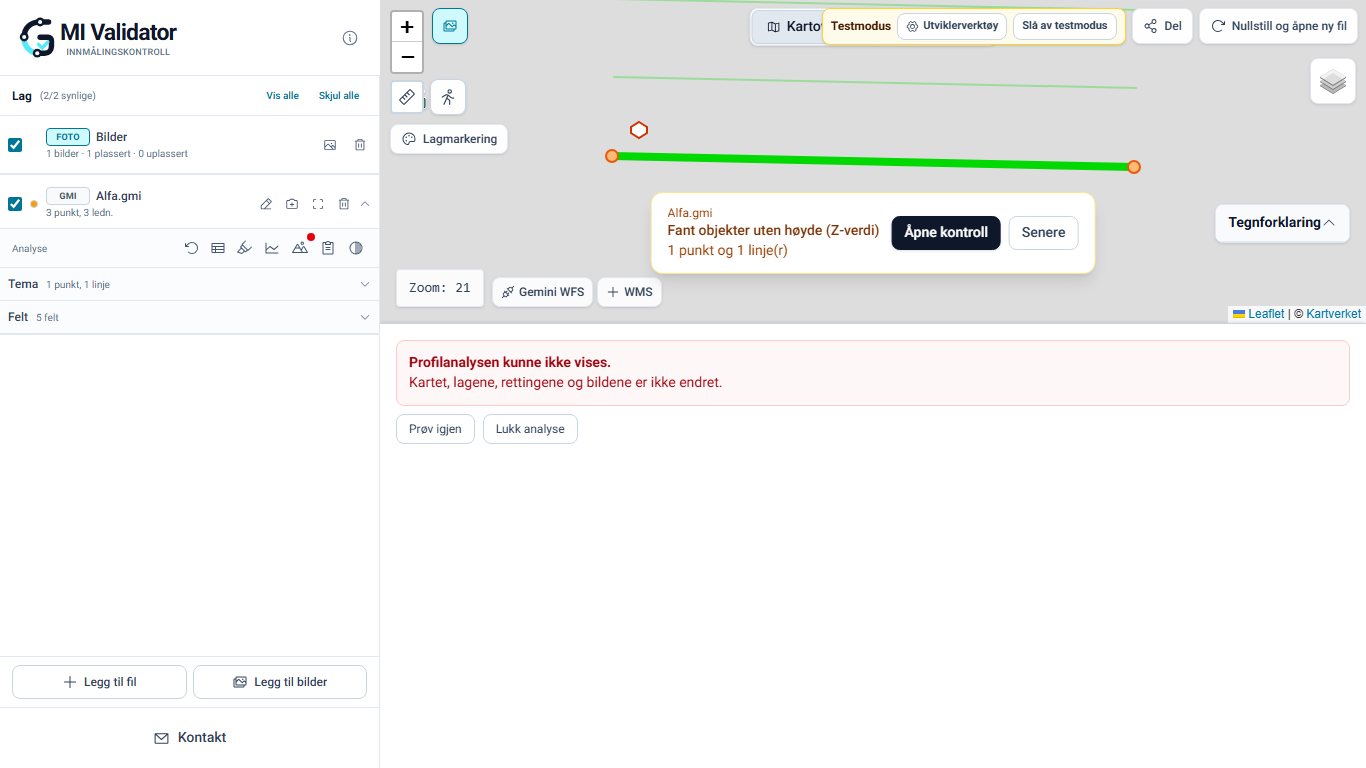 MI Validator
INNMÅLINGSKONTROLL
Lag (2/2 synlige) Vis alle Skjul alle
FOTO Bilder
1 bilder · 1 plassert · 0 uplassert
GMI Alfa.gmi
3 punkt, 3 ledn.
Analyse
Tema 1 punkt, 1 linje
Felt 5 felt
Legg til fil Legg til bilder
Kontakt
+
−
Testmodus Utviklerverktøy Slå av testmodus
Del
Nullstill og åpne ny fil
Lagmarkering
Alfa.gmi
Fant objekter uten høyde (Z-verdi)
1 punkt og 1 linje(r)
Åpne kontroll Senere
Tegnforklaring
Zoom: 21
Gemini WFS
WMS
Leaflet | © Kartverket
Profilanalysen kunne ikke vises.
Kartet, lagene, rettingene og bildene er ikke endret.
Prøv igjen Lukk analyse